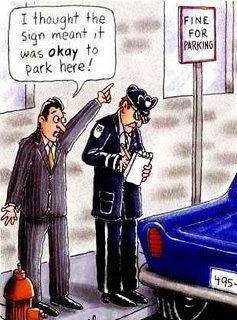 I thought the
sign meant it
was okay to
park here!
FINE
FOR
PARKING
495-